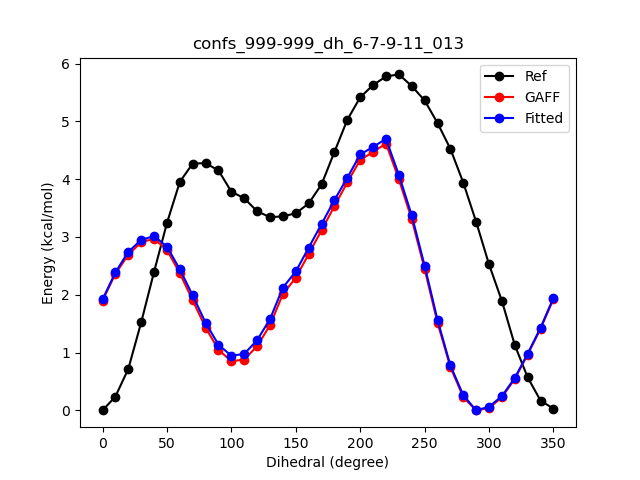 confs_999-999_dh_6-7-9-11_013
Ref
GAFF
Fitted
Energy (kcal/mol)
6
5
4
3
2
1
0
0 50 100 150 200 250 300 350
Dihedral (degree)